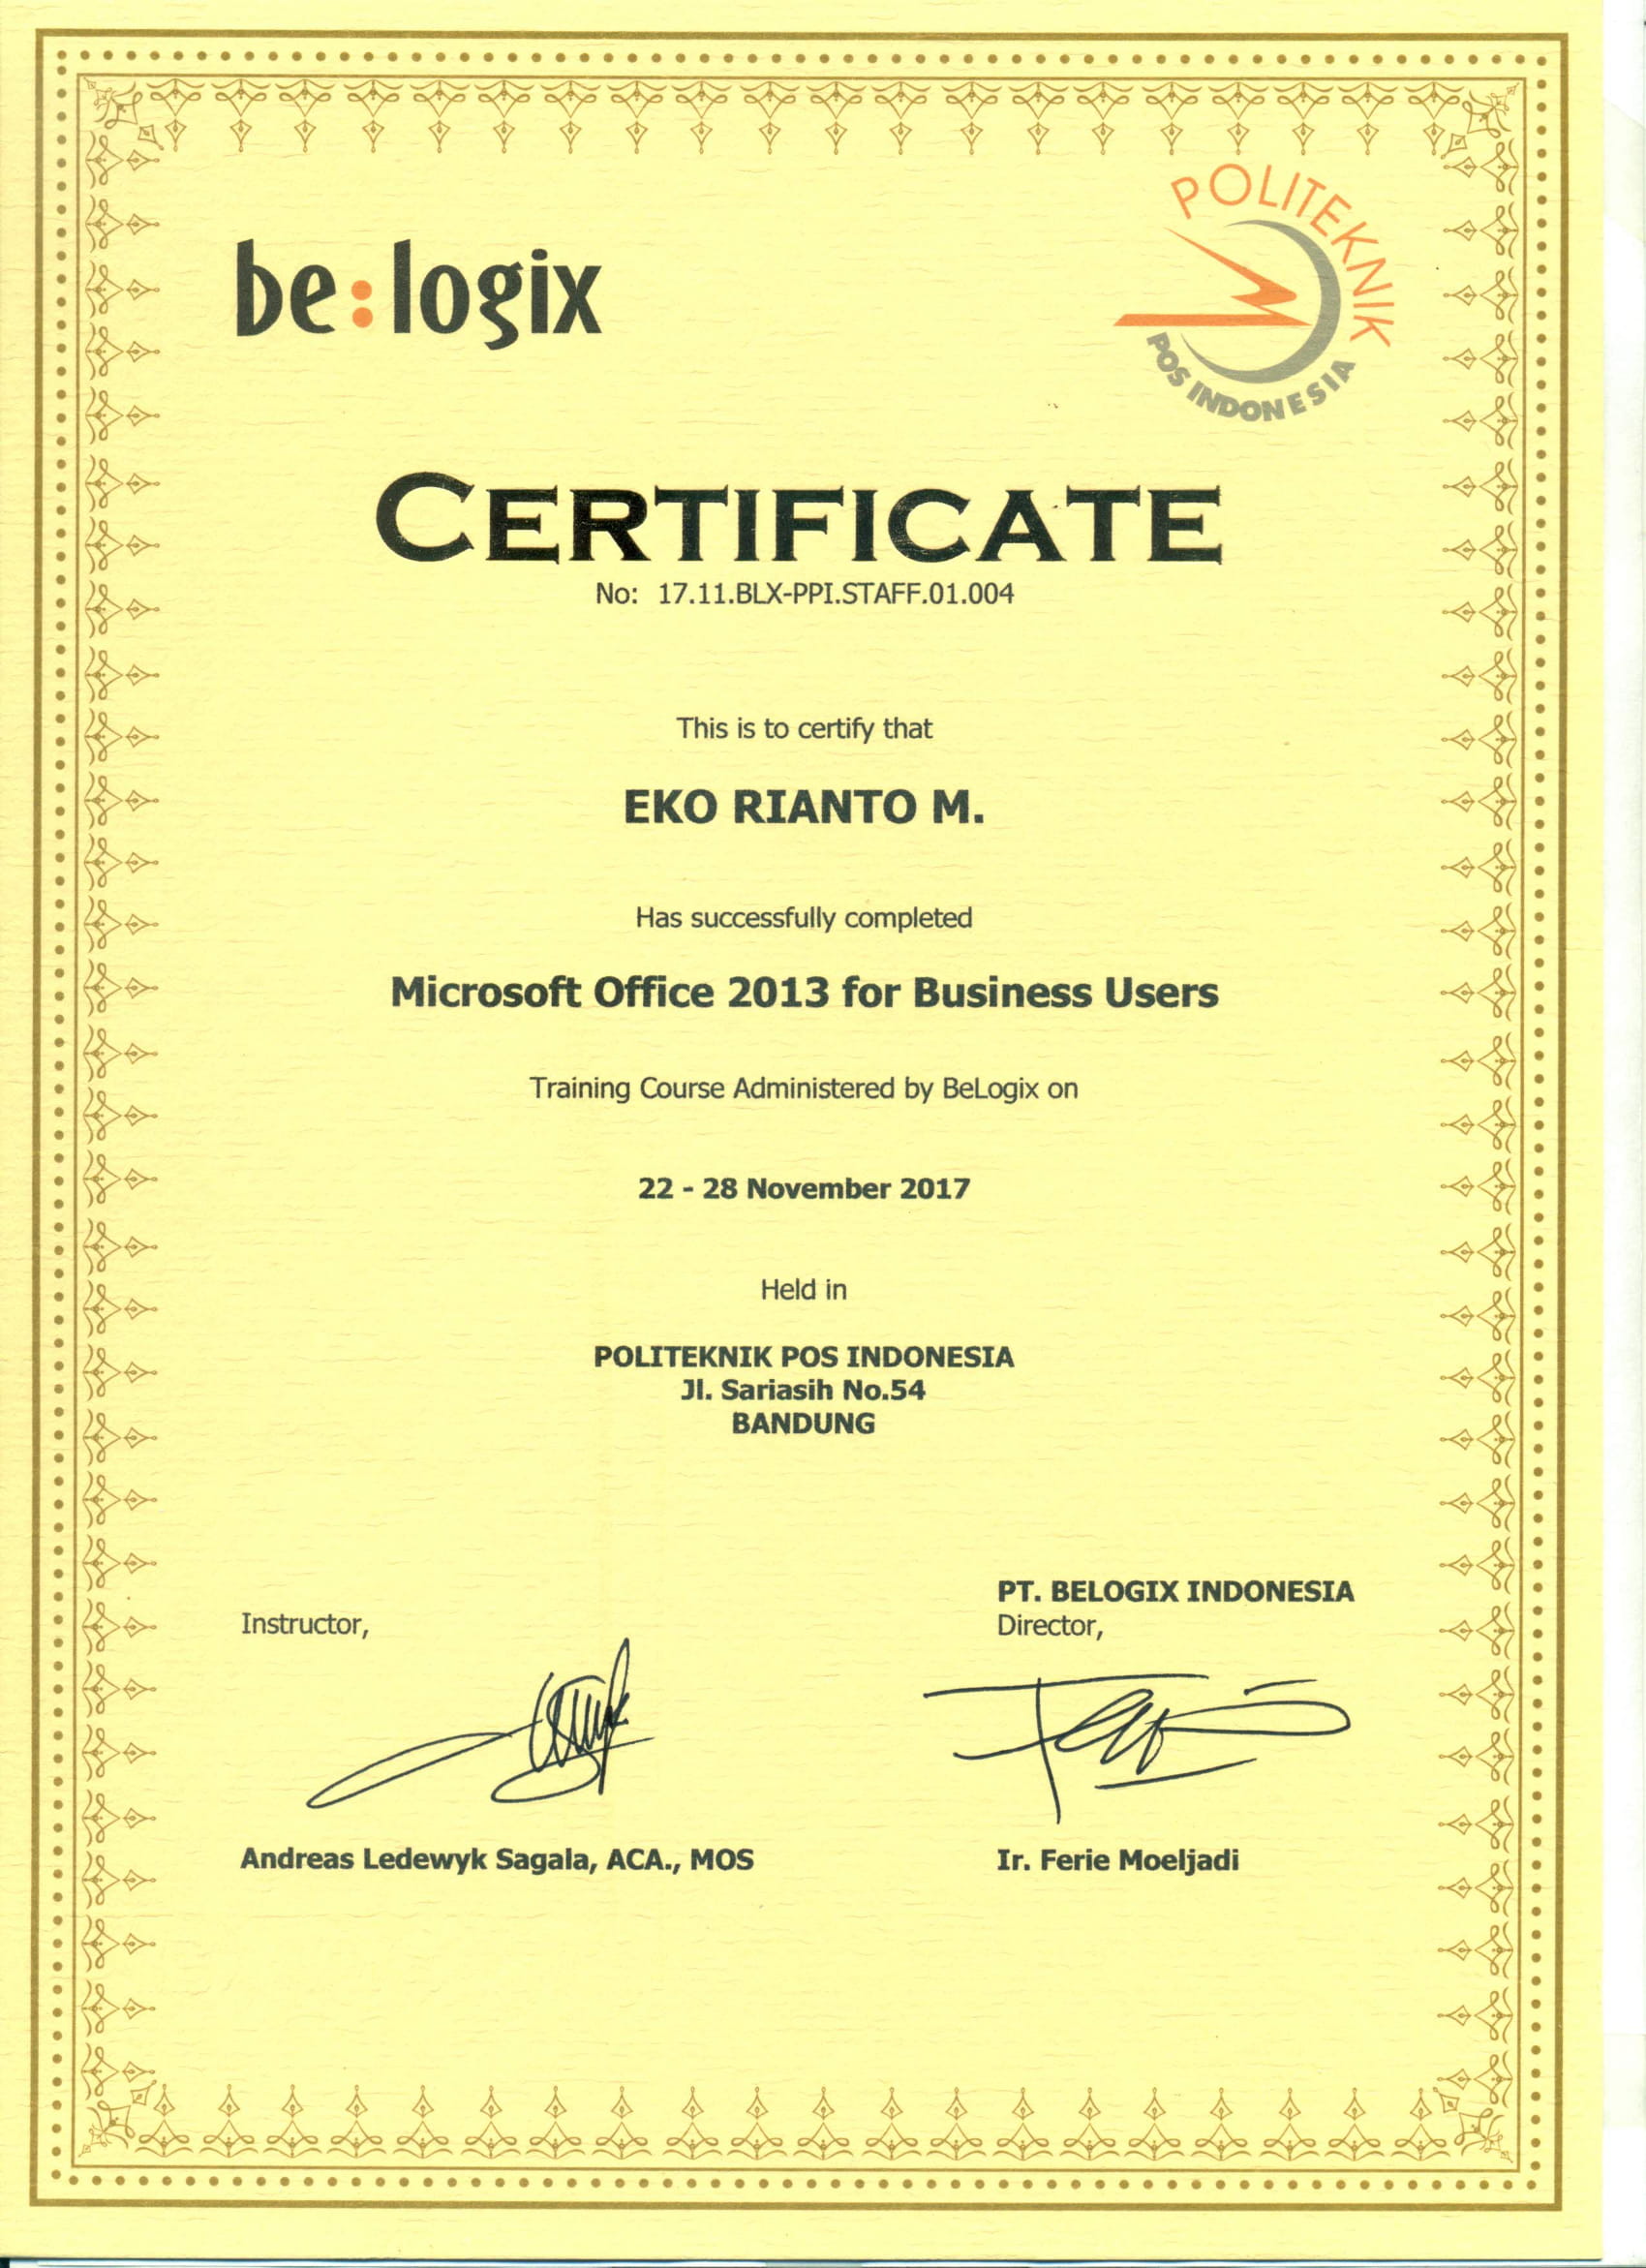 be:logix
POLITEKNIK
POS INDONESIA
CERTIFICATE
No: 17.11.BLX-PPI.STAFF.01.004
This is to certify that
EKO RIANTO M.
Has successfully completed
Microsoft Office 2013 for Business Users
Training Course Administered by BeLogix on
22 - 28 November 2017
Held in
POLITEKNIK POS INDONESIA
Jl. Sariasih No.54
BANDUNG
PT. BELOGIX INDONESIA
Instructor,
Director,
Andreas Ledewyk Sagala, ACA., MOS
Ir. Ferie Moeljadi